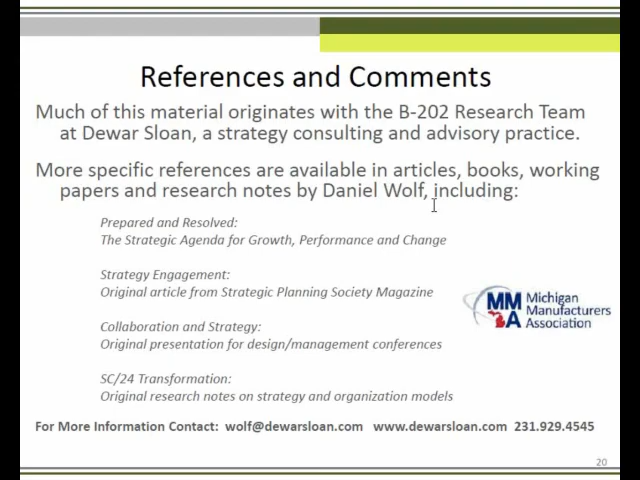 References and Comments
Much of this material originates with the B-202 Research Team
at Dewar Sloan, a strategy consulting and advisory practice.
More specific references are available in articles, books, working
papers and research notes by Daniel Wolf, including:
Prepared and Resolved:
The Strategic Agenda for Growth, Performance and Change
Strategy Engagement:
Original article from Strategic Planning Society Magazine
MMA Michigan
Manufacturers
Association
Collaboration and Strategy:
Original presentation for design/management conferences
SC/24 Transformation:
Original research notes on strategy and organization models
For More Information Contact: wolf@dewarsloan.com www.dewarsloan.com 231.929.4545
20